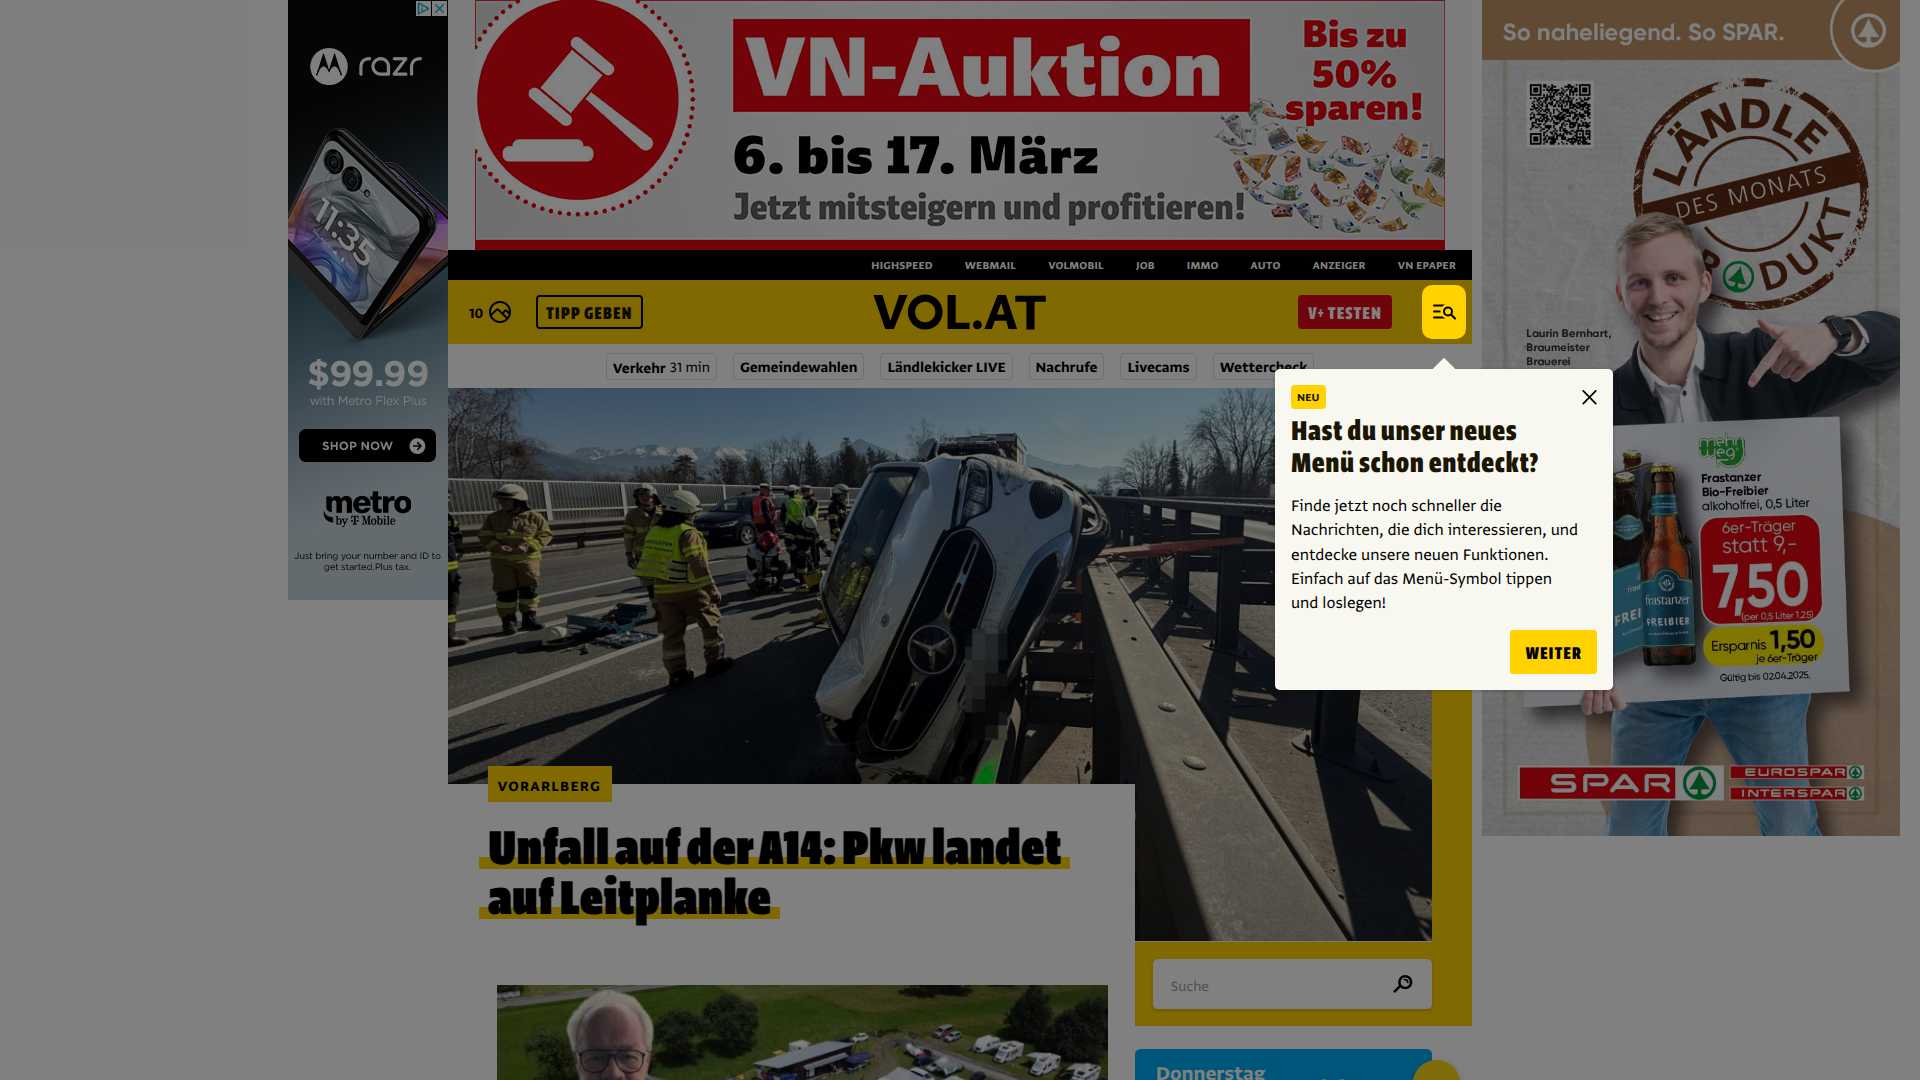 razr
11:35
$99.99
with Metro Flex Plus
SHOP NOW
metro
by T Mobile
Just bring your number and ID to
get started.Plus tax.
VN-Auktion
6. bis 17. März
Jetzt mitsteigern und profitieren!
Bis zu
50%
sparen!
HIGHSPEED
WEBMAIL
VOLMOBIL
JOB
IMMO
AUTO
ANZEIGER
VN EPAPER
10
TIPP GEBEN
VOL.AT
V+ TESTEN
Verkehr 31 min
Gemeindewahlen
Ländlekicker LIVE
Nachrufe
Livecams
Wettercheck
NEU
Hast du unser neues
Menü schon entdeckt?
Finde jetzt noch schneller die
Nachrichten, die dich interessieren, und
entdecke unsere neuen Funktionen.
Einfach auf das Menü-Symbol tippen
und loslegen!
WEITER
VORARLBERG
Unfall auf der A14: Pkw landet
auf Leitplanke
Suche
Donnerstag
So naheliegend. So SPAR.
LÄNDLE
DES MONATS
PRODUKT
Laurin Bernhart,
Braumeister
Brauerei
mehr
weg
Frastanzer
Bio-Freibier
alkoholfrei, 0,5 Liter
6er-Träger
statt 9,-
7,50
(per 0,5 Liter 1,25)
Ersparnis 1,50
je 6er-Träger
Gültig bis 02.04.2025.
frastanzer
FREIBIER
SPAR
EUROSPAR
INTERSPAR